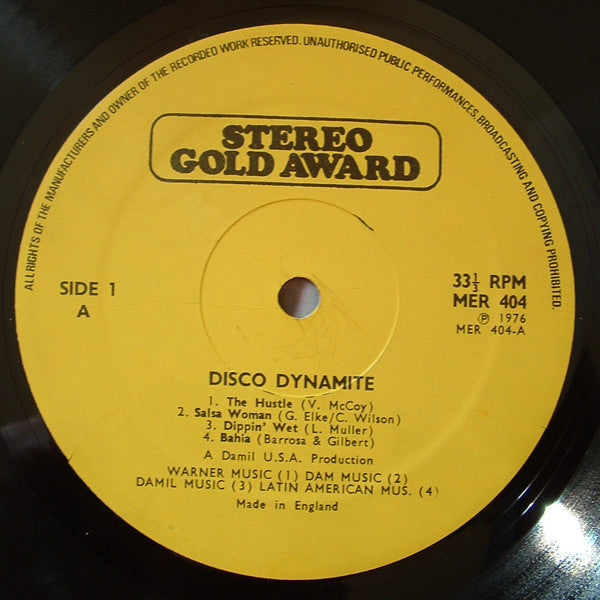 ALL RIGHTS OF THE MANUFACTURERS AND OWNER OF THE RECORDED WORK RESERVED. UNAUTHORISED PUBLIC PERFORMANCES, BROADCASTING AND COPYING PROHIBITED.
STEREO
GOLD AWARD
SIDE 1
A
33⅓ RPM
MER 404
℗ 1976
MER 404-A
DISCO DYNAMITE
1. The Hustle (V. McCoy)
2. Salsa Woman (G. Elke/C. Wilson)
3. Dippin' Wet (L. Muller)
4. Bahia (Barrosa & Gilbert)
A Damil U.S.A. Production
WARNER MUSIC (1) DAM MUSIC (2)
DAMIL MUSIC (3) LATIN AMERICAN MUS. (4)
Made in England